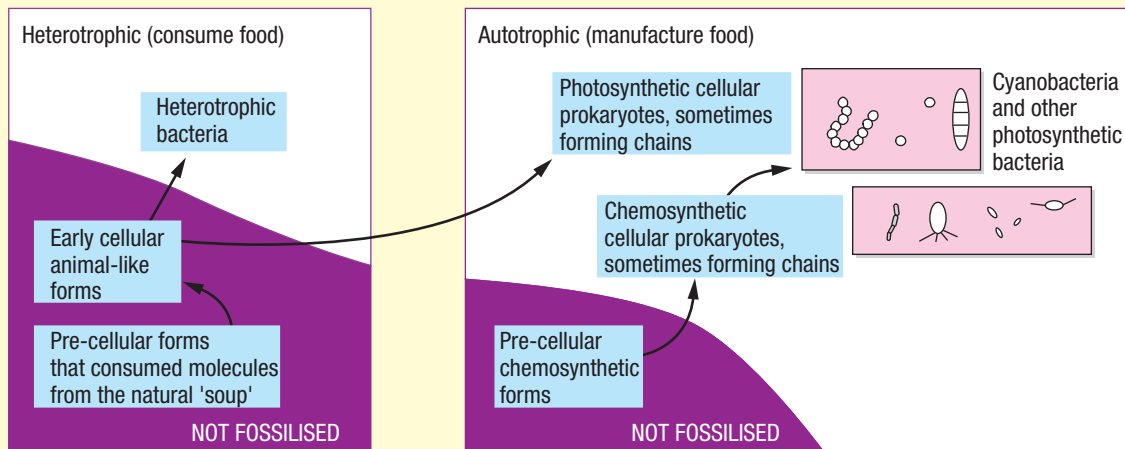 Heterotrophic (consume food)
Heterotrophic
bacteria
Early cellular
animal-like
forms
Pre-cellular forms
that consumed molecules
from the natural 'soup'
NOT FOSSILISED
Autotrophic (manufacture food)
Photosynthetic cellular
prokaryotes, sometimes
forming chains
Cyanobacteria
and other
photosynthetic
bacteria
Chemosynthetic
cellular prokaryotes,
sometimes forming chains
Pre-cellular
chemosynthetic
forms
NOT FOSSILISED